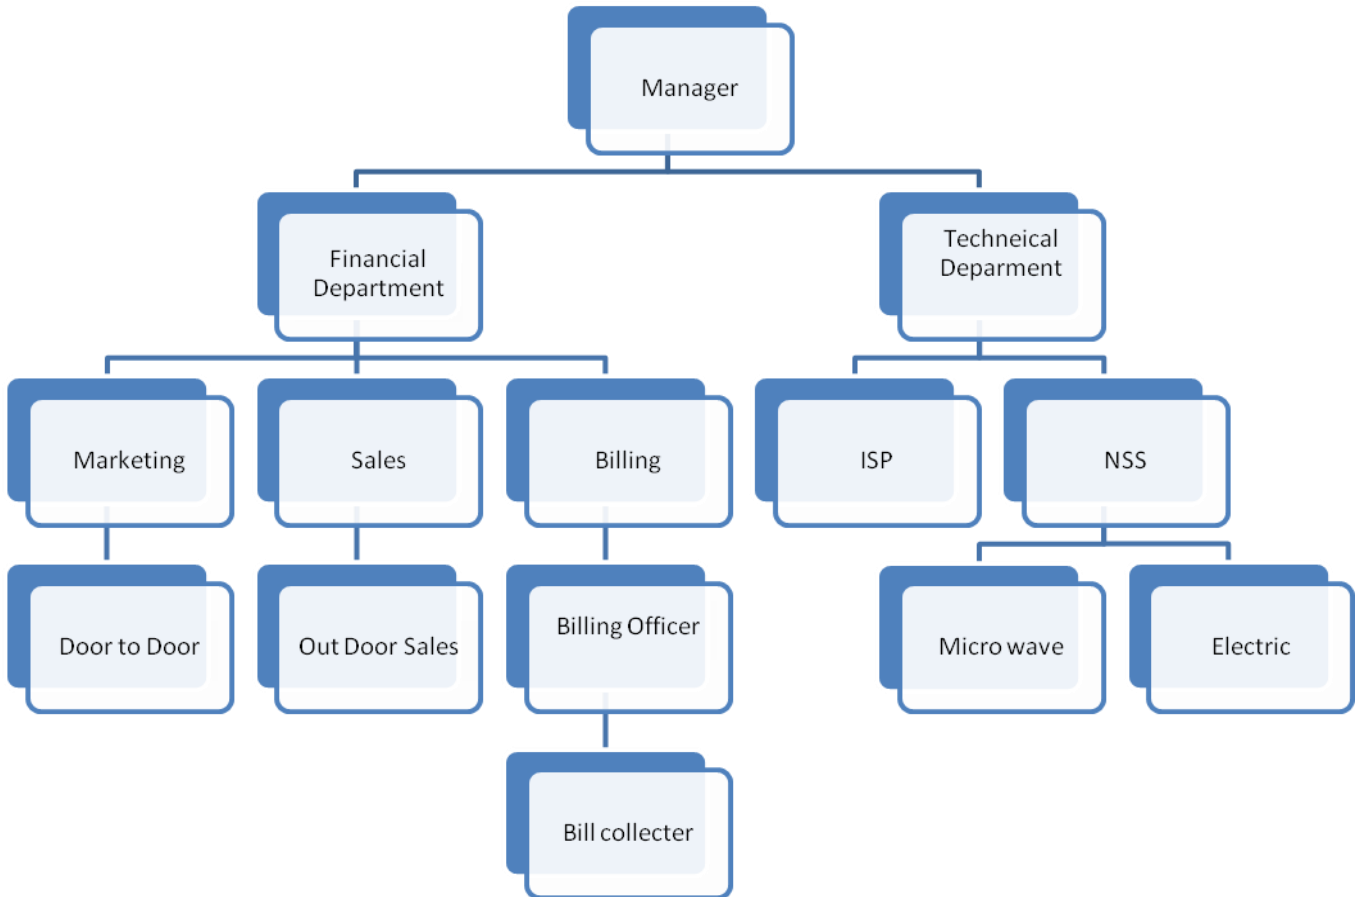 Manager
Financial
Department
Techneical
Deparment
Marketing
Sales
Billing
ISP
NSS
Door to Door
Out Door Sales
Billing Officer
Micro wave
Electric
Bill collecter